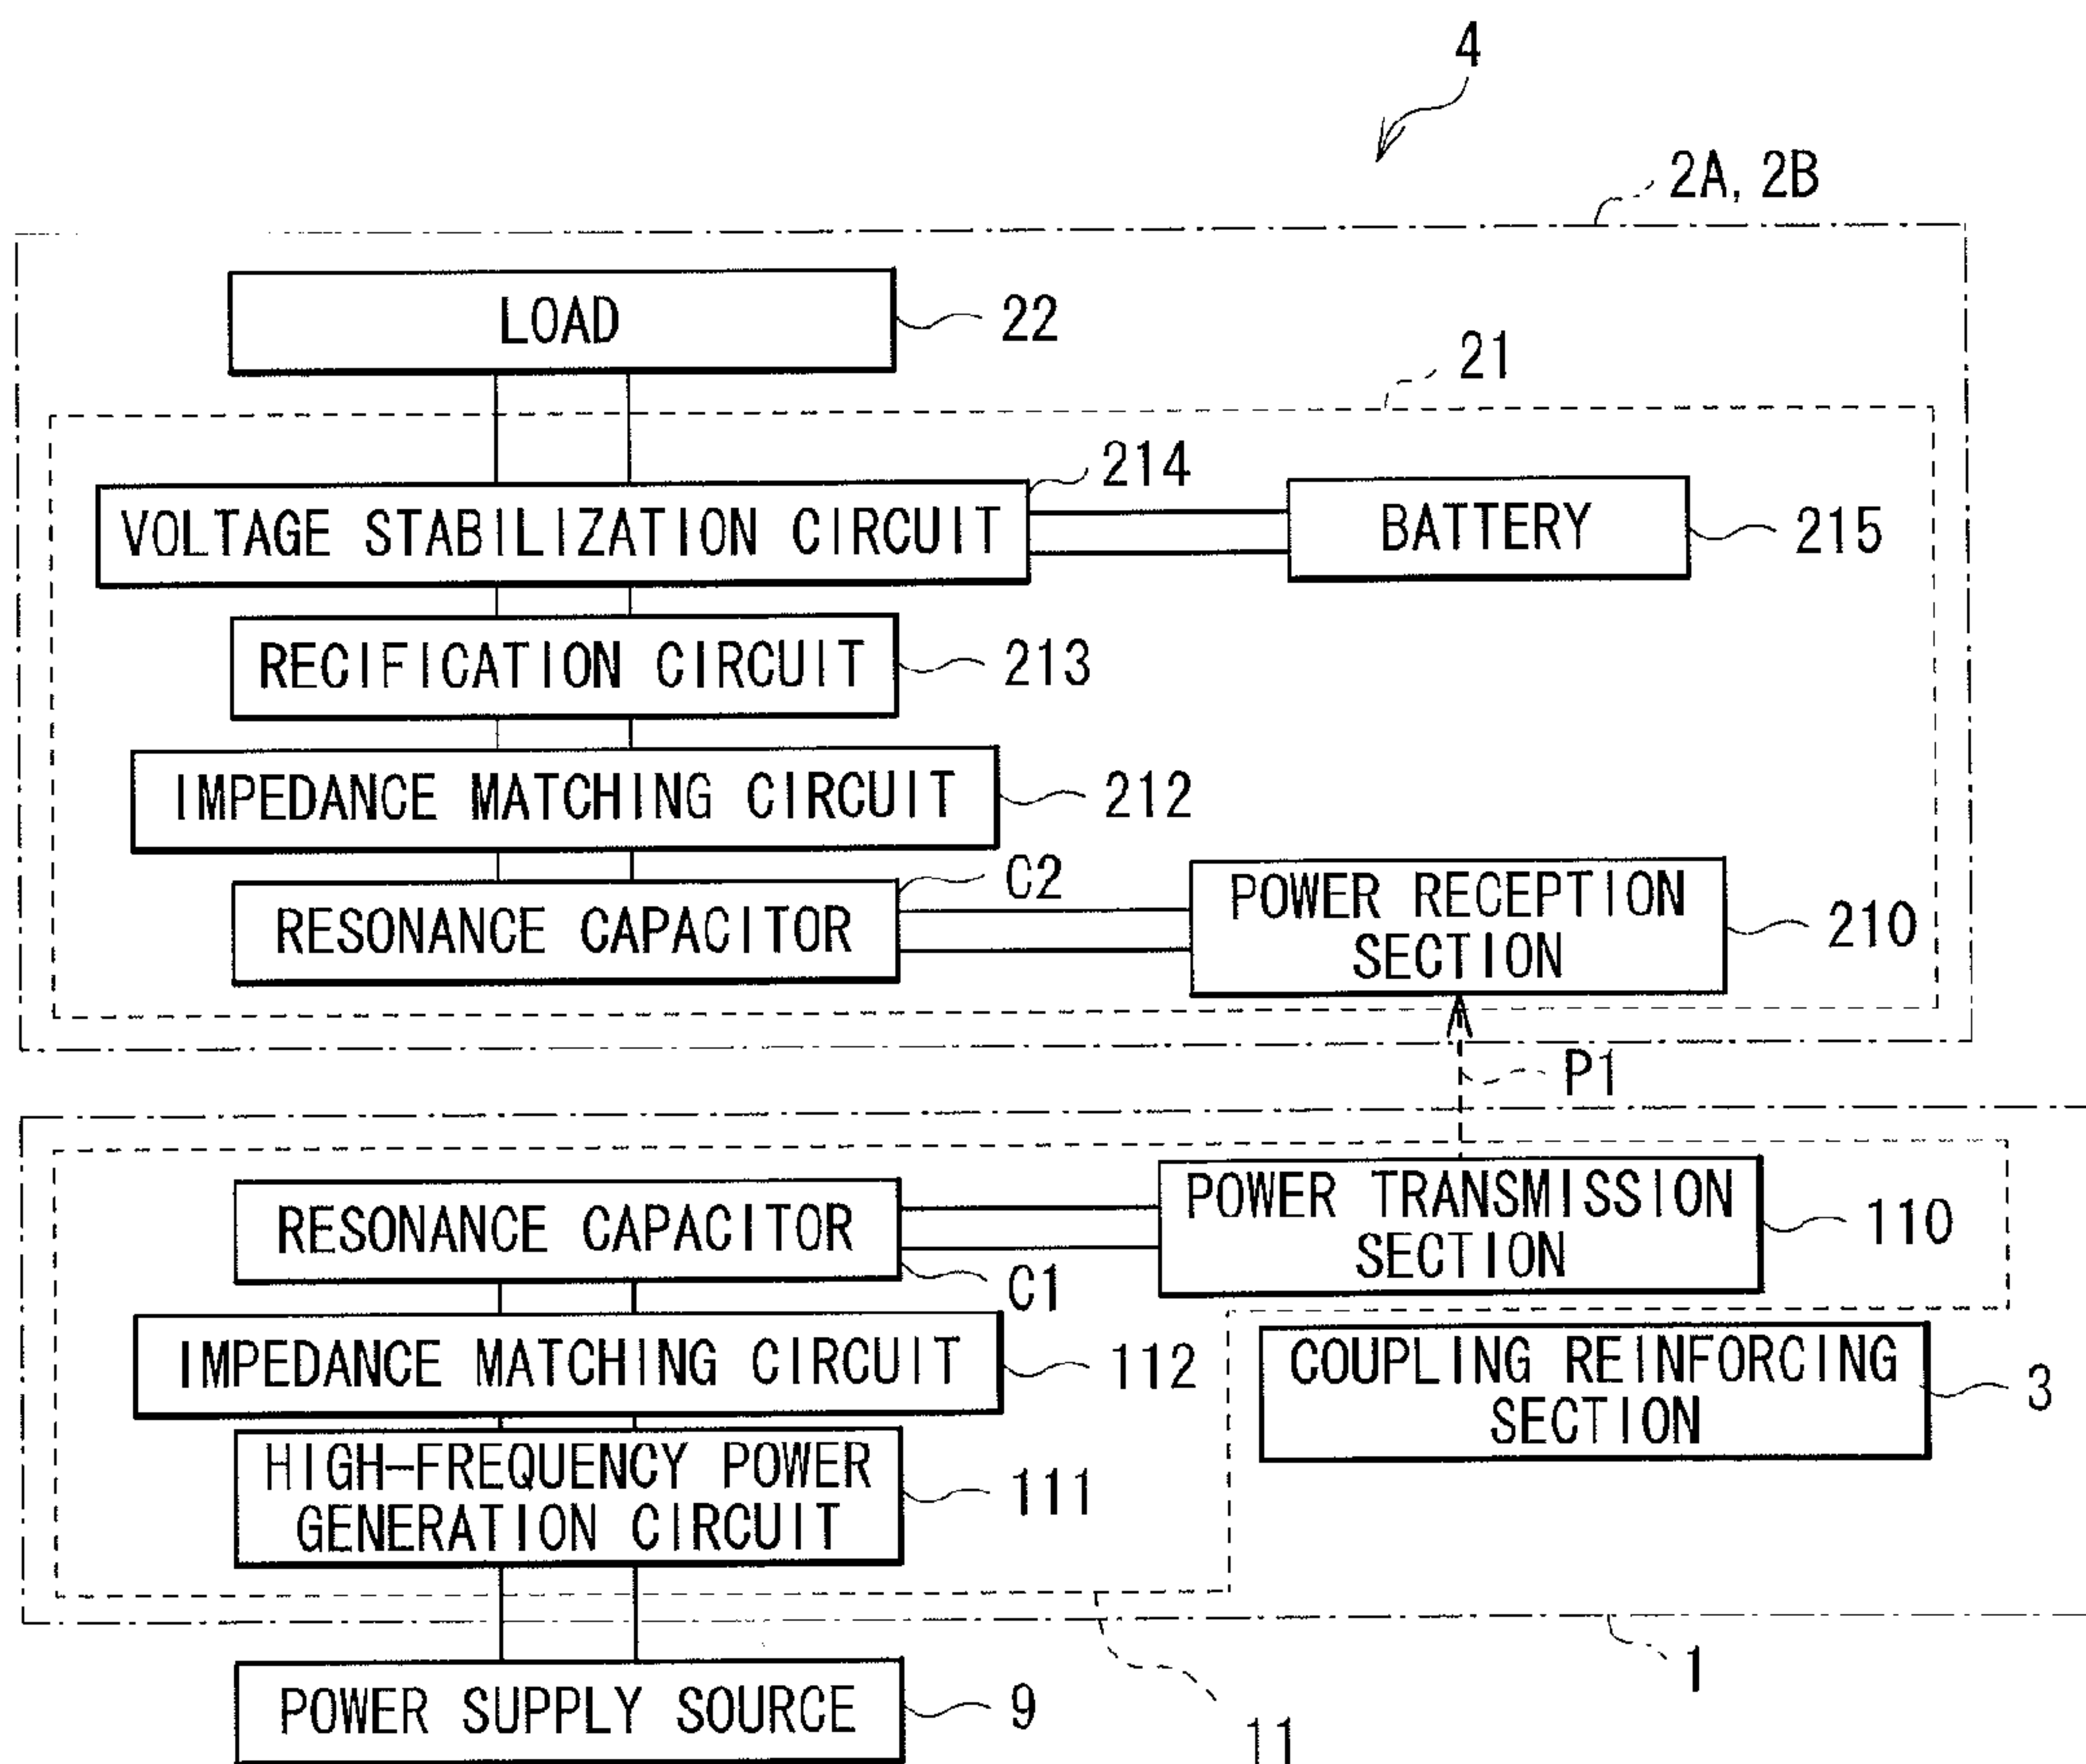 4
2A, 2B
LOAD
22
21
214
VOLTAGE STABILIZATION CIRCUIT
BATTERY
215
RECIFICATION CIRCUIT
213
IMPEDANCE MATCHING CIRCUIT
212
C2
RESONANCE CAPACITOR
POWER RECEPTION
SECTION
210
P1
RESONANCE CAPACITOR
C1
POWER TRANSMISSION
SECTION
110
IMPEDANCE MATCHING CIRCUIT
112
COUPLING REINFORCING
SECTION
3
HIGH-FREQUENCY POWER
GENERATION CIRCUIT
111
1
POWER SUPPLY SOURCE
9
11